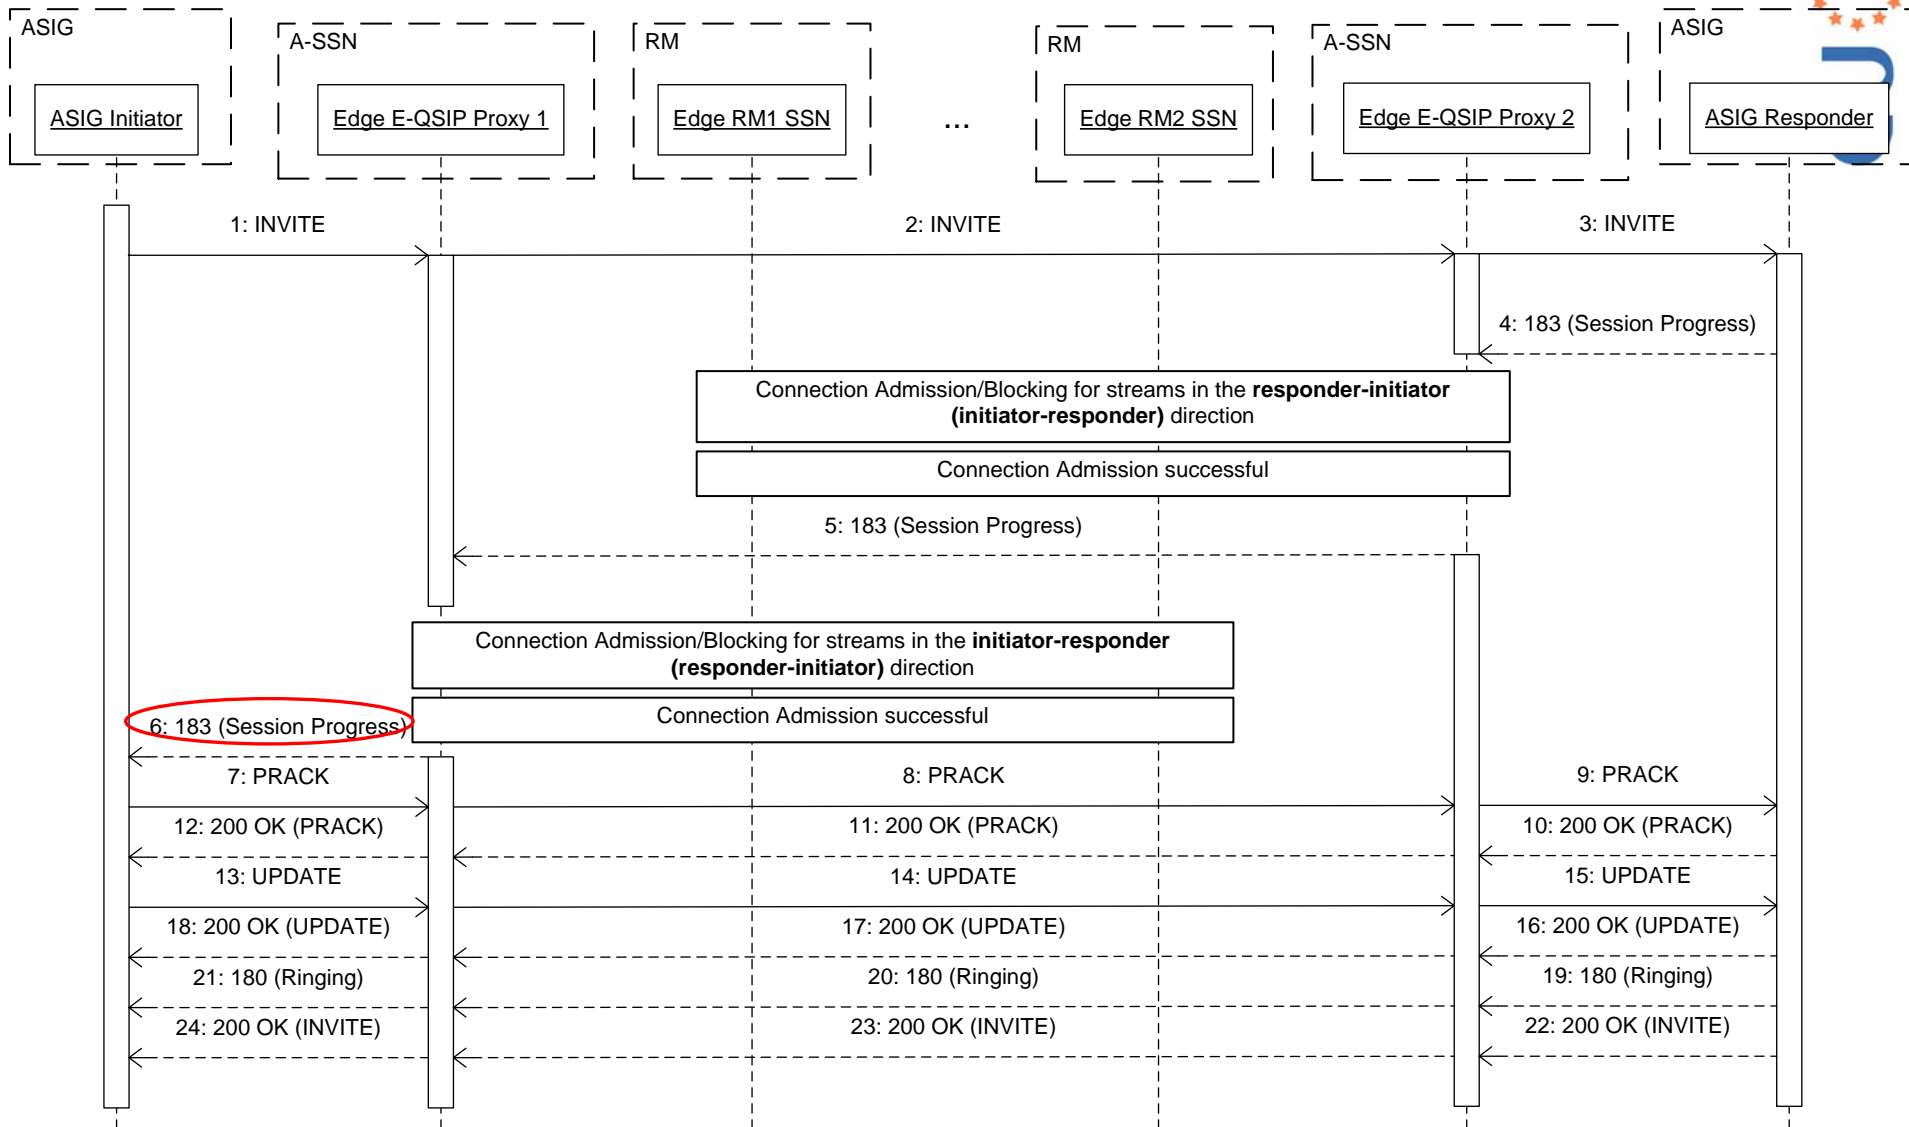 ASIG
A-SSN
RM
RM
A-SSN
ASIG
ASIG Initiator
Edge E-QSIP Proxy 1
Edge RM1 SSN
...
Edge RM2 SSN
Edge E-QSIP Proxy 2
ASIG Responder
1: INVITE
2: INVITE
3: INVITE
4: 183 (Session Progress)
Connection Admission/Blocking for streams in the responder-initiator
(initiator-responder) direction
Connection Admission successful
5: 183 (Session Progress)
Connection Admission/Blocking for streams in the initiator-responder
(responder-initiator) direction
Connection Admission successful
6: 183 (Session Progress)
7: PRACK
8: PRACK
9: PRACK
12: 200 OK (PRACK)
11: 200 OK (PRACK)
10: 200 OK (PRACK)
13: UPDATE
14: UPDATE
15: UPDATE
18: 200 OK (UPDATE)
17: 200 OK (UPDATE)
16: 200 OK (UPDATE)
21: 180 (Ringing)
20: 180 (Ringing)
19: 180 (Ringing)
24: 200 OK (INVITE)
23: 200 OK (INVITE)
22: 200 OK (INVITE)